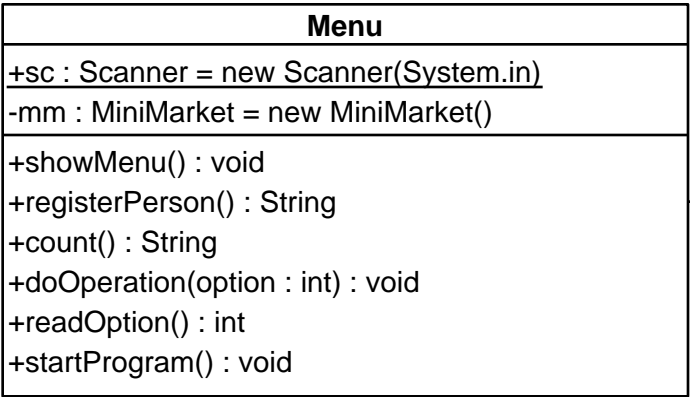 Menu
+sc : Scanner = new Scanner(System.in)
-mm : MiniMarket = new MiniMarket()
+showMenu() : void
+registerPerson() : String
+count() : String
+doOperation(option : int) : void
+readOption() : int
+startProgram() : void